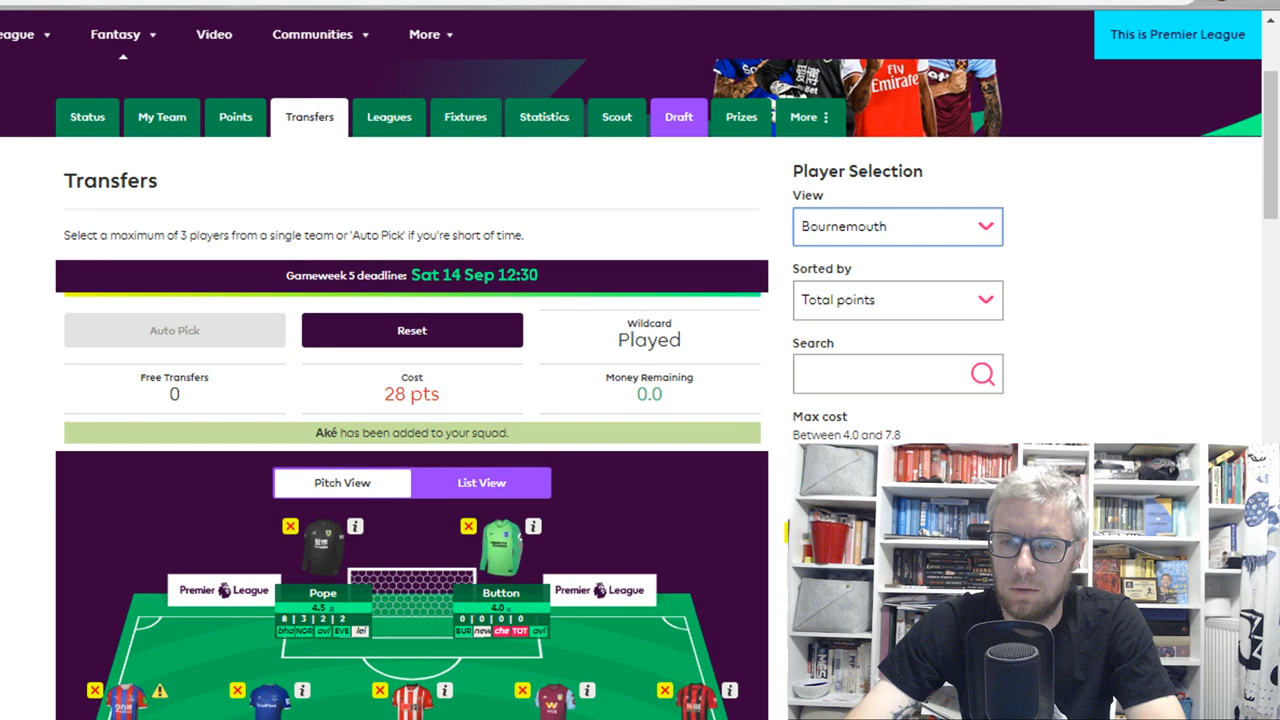 eague
Fantasy
Video
Communities
More
This is Premier League
Fly
Emirates
Status
My Team
Points
Transfers
Leagues
Fixtures
Statistics
Scout
Draft
Prizes
More
Transfers
Select a maximum of 3 players from a single team or 'Auto Pick' if you're short of time.
Gameweek 5 deadline: Sat 14 Sep 12:30
Auto Pick
Reset
Wildcard
Played
Free Transfers
0
Cost
28 pts
Money Remaining
0.0
Aké has been added to your squad.
Pitch View
List View
Premier League
Pope
4.5
8 | 3 | 2 | 2
bha NOR avl EVE lei
Button
4.0
0 | 0 | 0 | 0
BUR new che TOT avl
Premier League
Player Selection
View
Bournemouth
Sorted by
Total points
Search
Max cost
Between 4.0 and 7.8